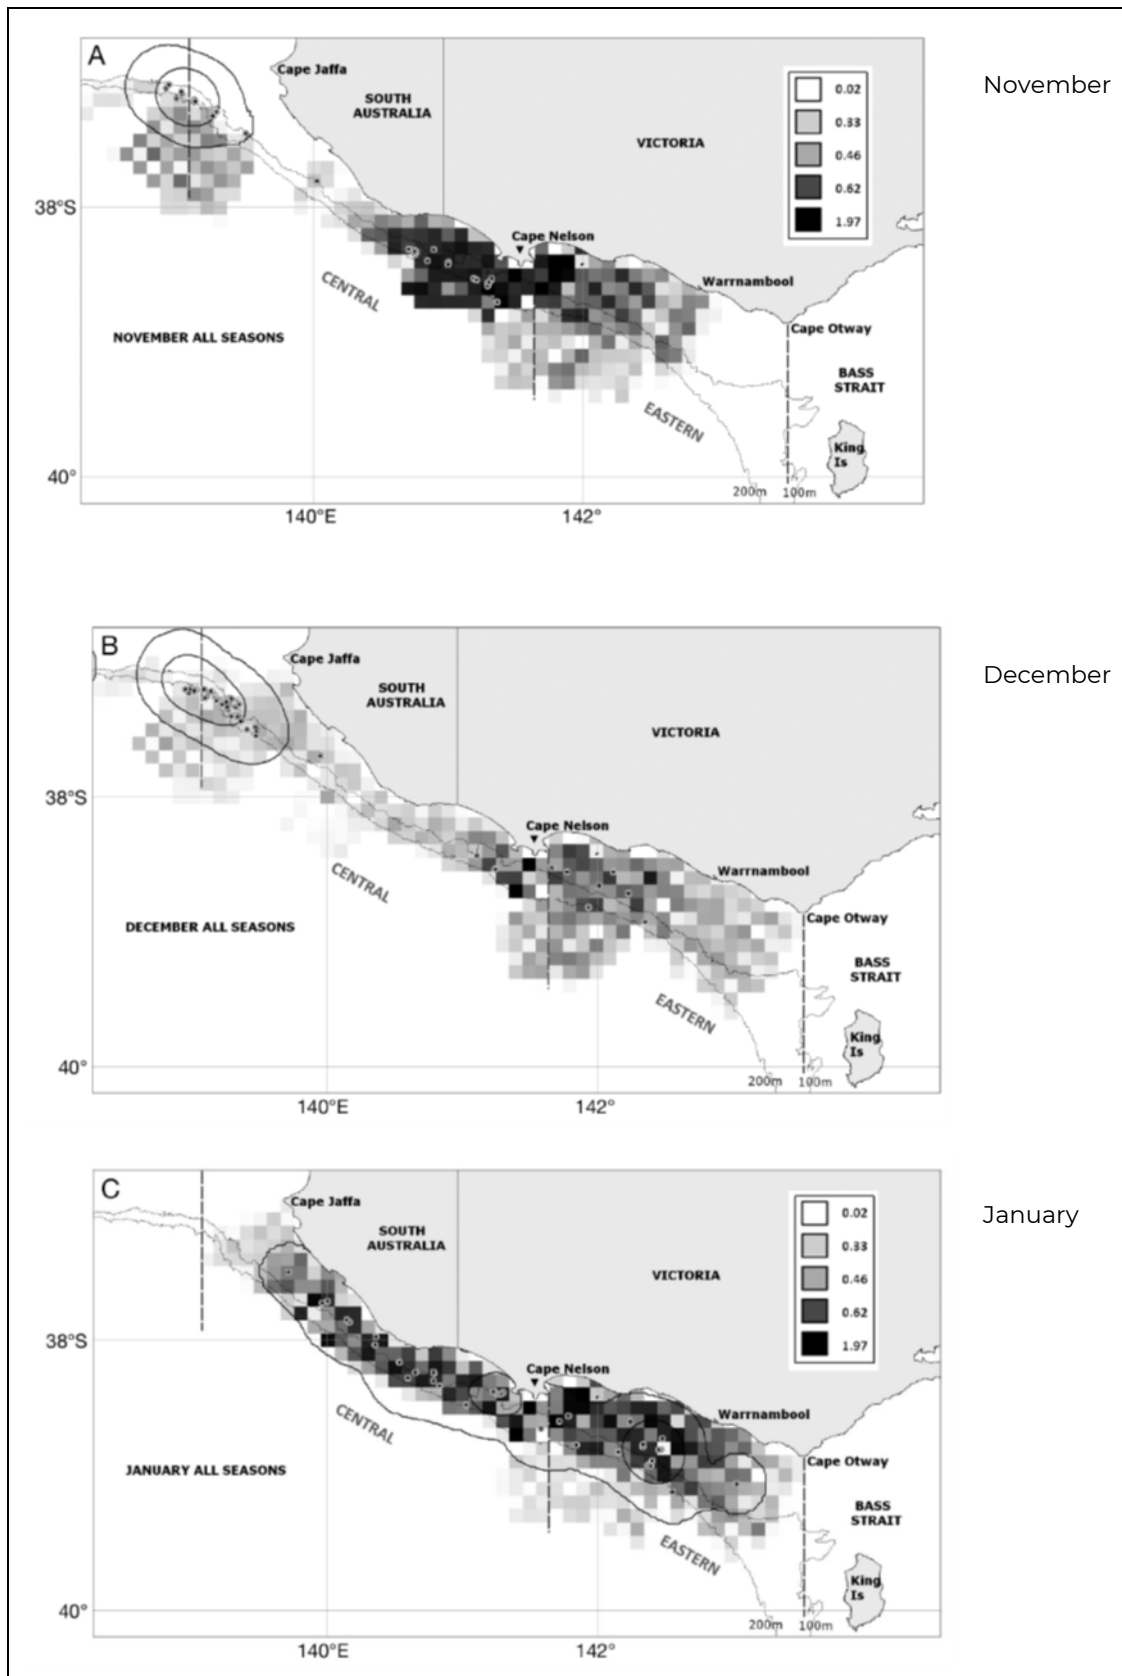 November
A
Cape Jaffa
SOUTH
AUSTRALIA
VICTORIA
0.02
0.33
0.46
0.62
1.97
38°S
Cape Nelson
Warrnambool
CENTRAL
Cape Otway
NOVEMBER ALL SEASONS
BASS
STRAIT
EASTERN
King
Is
40°
200m 100m
140°E 142°
December
B
Cape Jaffa
SOUTH
AUSTRALIA
VICTORIA
38°S
Cape Nelson
Warrnambool
CENTRAL
Cape Otway
DECEMBER ALL SEASONS
BASS
STRAIT
EASTERN
King
Is
40°
200m 100m
140°E 142°
January
C
Cape Jaffa
SOUTH
AUSTRALIA
VICTORIA
0.02
0.33
0.46
0.62
1.97
38°S
Cape Nelson
Warrnambool
CENTRAL
Cape Otway
JANUARY ALL SEASONS
BASS
STRAIT
EASTERN
King
Is
40°
200m 100m
140°E 142°